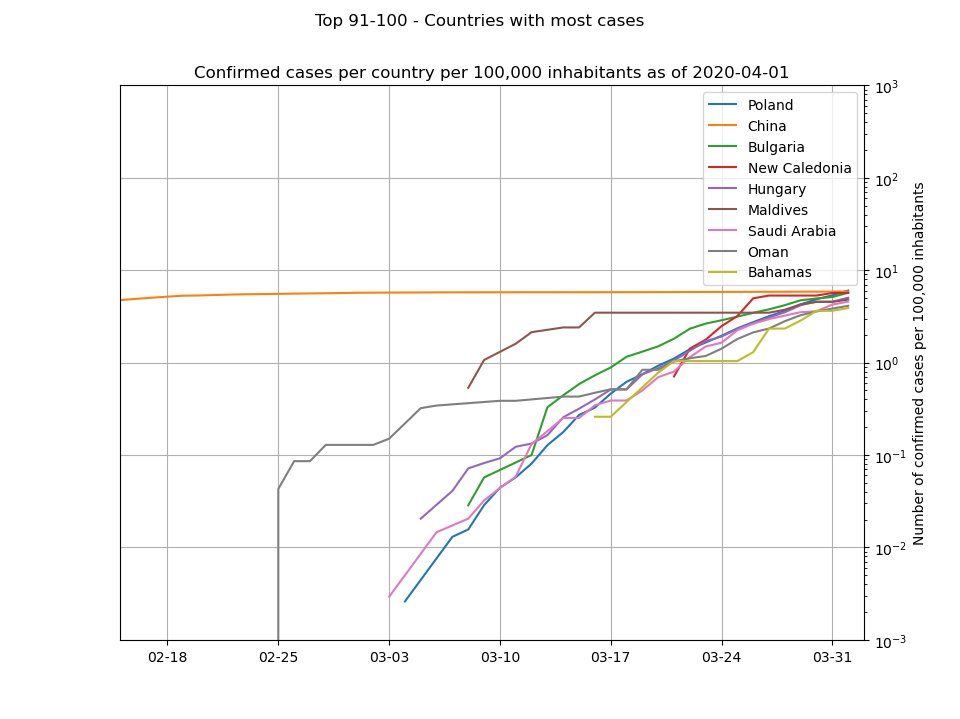 Top 91-100 - Countries with most cases
Confirmed cases per country per 100,000 inhabitants as of 2020-04-01
Poland
China
Bulgaria
New Caledonia
Hungary
Maldives
Saudi Arabia
Oman
Bahamas
10³
10²
10¹
10⁰
10⁻¹
10⁻²
10⁻³
Number of confirmed cases per 100,000 inhabitants
02-18 02-25 03-03 03-10 03-17 03-24 03-31